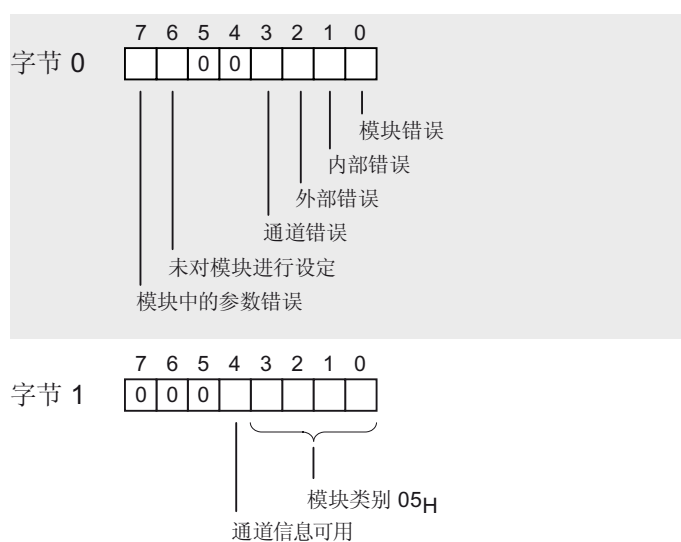 7 6 5 4 3 2 1 0
字节 0 0 0
模块错误
内部错误
外部错误
通道错误
未对模块进行设定
模块中的参数错误
7 6 5 4 3 2 1 0
字节 1 0 0 0
模块类别 05H
通道信息可用